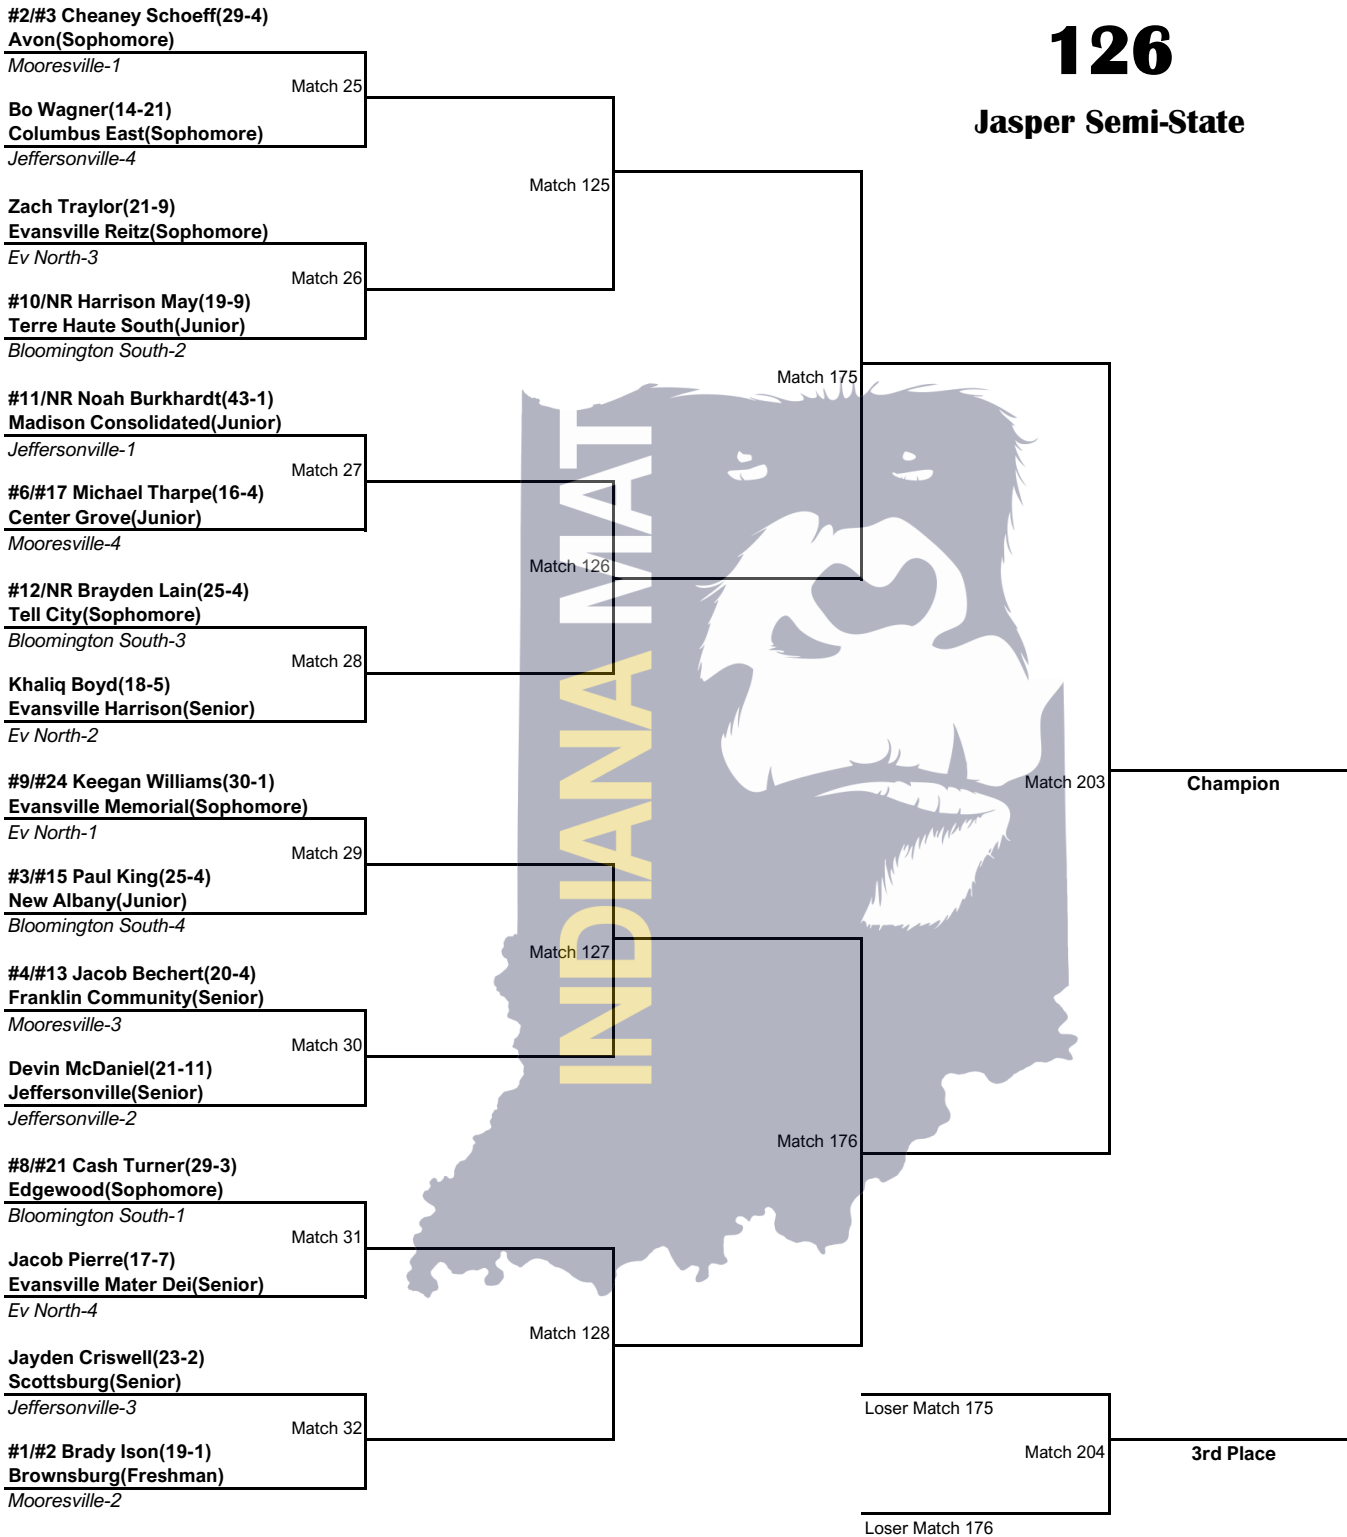 #2/#3 Cheaney Schoeff(29-4)
Avon(Sophomore)
Mooresville-1
Match 25
Bo Wagner(14-21)
Columbus East(Sophomore)
Jeffersonville-4
Match 125
Zach Traylor(21-9)
Evansville Reitz(Sophomore)
Ev North-3
Match 26
#10/NR Harrison May(19-9)
Terre Haute South(Junior)
Bloomington South-2
126
Jasper Semi-State
Match 175
#11/NR Noah Burkhardt(43-1)
Madison Consolidated(Junior)
Jeffersonville-1
Match 27
#6/#17 Michael Tharpe(16-4)
Center Grove(Junior)
Mooresville-4
Match 126
#12/NR Brayden Lain(25-4)
Tell City(Sophomore)
Bloomington South-3
Match 28
Khaliq Boyd(18-5)
Evansville Harrison(Senior)
Ev North-2
INDIANA MAT
Match 203
Champion
#9/#24 Keegan Williams(30-1)
Evansville Memorial(Sophomore)
Ev North-1
Match 29
#3/#15 Paul King(25-4)
New Albany(Junior)
Bloomington South-4
Match 127
#4/#13 Jacob Bechert(20-4)
Franklin Community(Senior)
Mooresville-3
Match 30
Devin McDaniel(21-11)
Jeffersonville(Senior)
Jeffersonville-2
Match 176
#8/#21 Cash Turner(29-3)
Edgewood(Sophomore)
Bloomington South-1
Match 31
Jacob Pierre(17-7)
Evansville Mater Dei(Senior)
Ev North-4
Match 128
Jayden Criswell(23-2)
Scottsburg(Senior)
Jeffersonville-3
Match 32
#1/#2 Brady Ison(19-1)
Brownsburg(Freshman)
Mooresville-2
Loser Match 175
Match 204
3rd Place
Loser Match 176